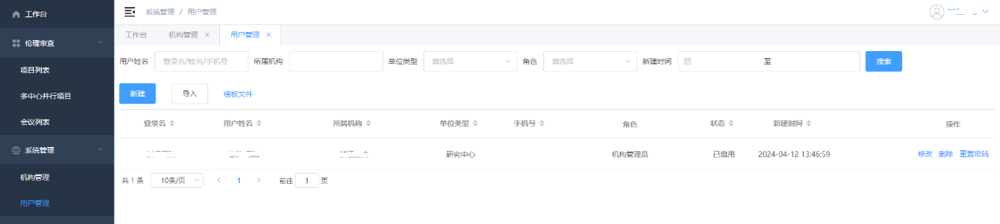 工作台
伦理审查
项目列表
多中心并行项目
会议列表
系统管理
机构管理
用户管理
系统管理 / 用户管理
工作台 机构管理 用户管理
用户姓名 登录名/姓名/手机号 所属机构 单位类型 请选择 角色 请选择 新建时间 至 搜索
新建 导入 模板文件
登录名 用户姓名 所属机构 单位类型 手机号 角色 状态 新建时间 操作
研究中心 机构管理员 已启用 2024-04-12 13:46:59 修改 删除 重置密码
共 1 条 10条/页 1 前往 1 页